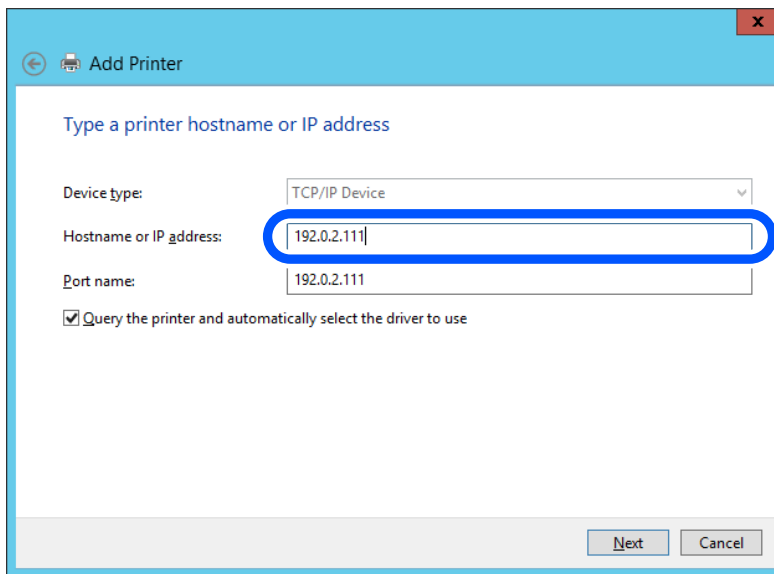 x
Add Printer
Type a printer hostname or IP address
Device type: TCP/IP Device
Hostname or IP address: 192.0.2.111
Port name: 192.0.2.111
Query the printer and automatically select the driver to use
Next Cancel